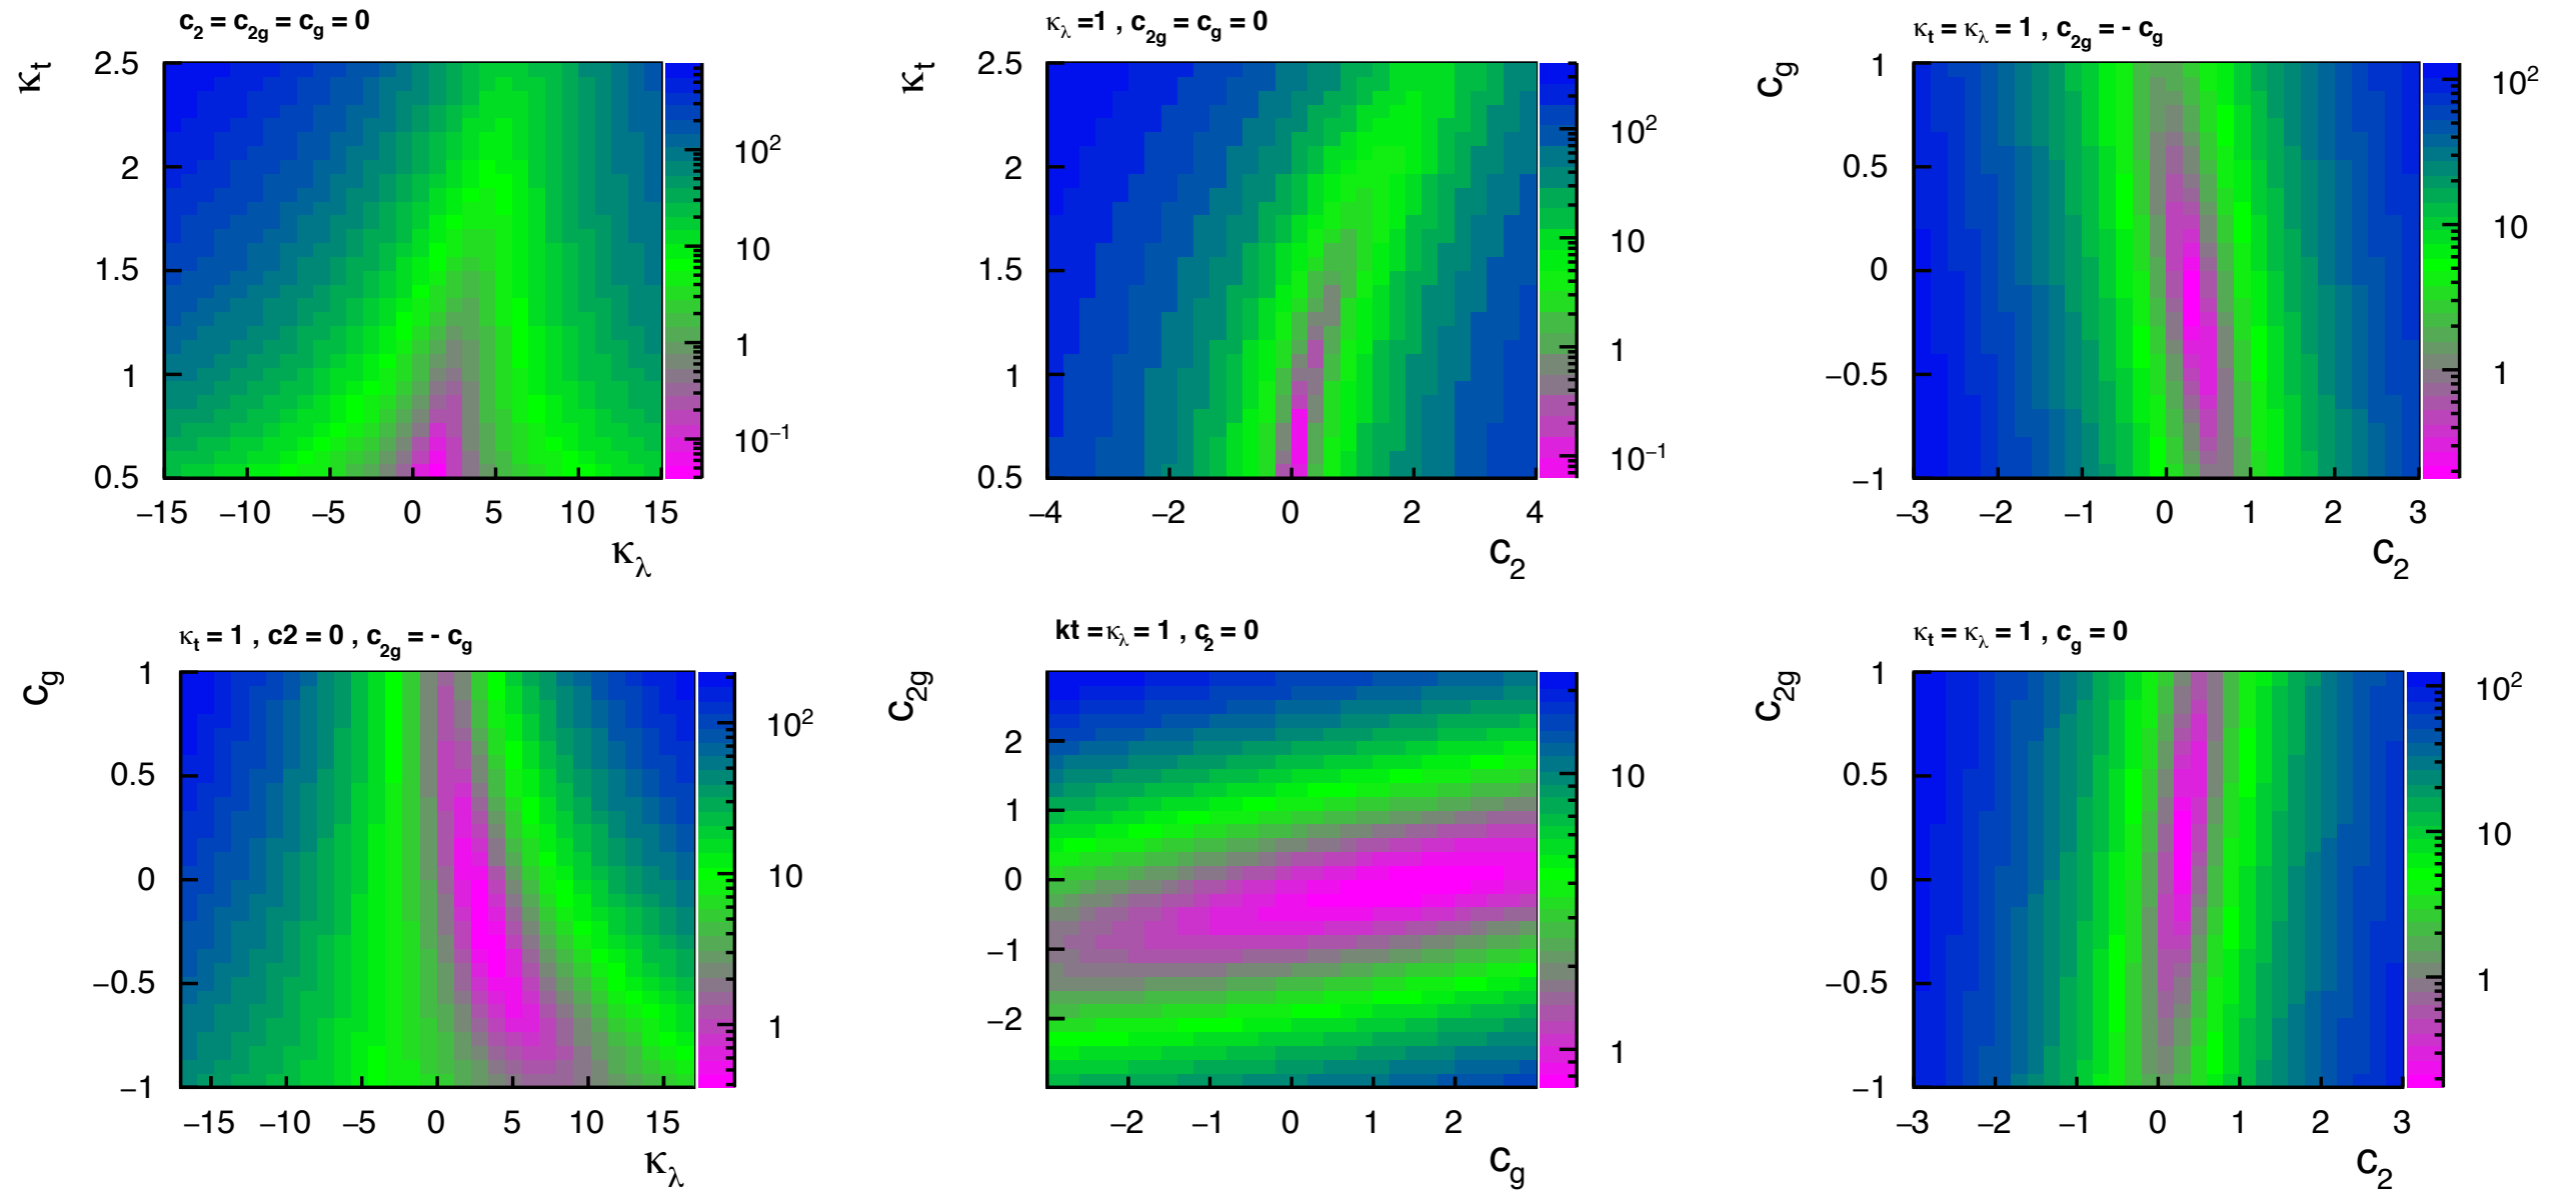 c2 = c2g = cg = 0
κt
2.5
2
1.5
1
0.5
−15 −10 −5 0 5 10 15
κλ
10²
10
1
10⁻¹
κλ =1 , c2g = cg = 0
κt
2.5
2
1.5
1
0.5
−4 −2 0 2 4
c2
10²
10
1
10⁻¹
κt = κλ = 1 , c2g = - cg
cg
1
0.5
0
−0.5
−1
−3 −2 −1 0 1 2 3
c2
10²
10
1
κt = 1 , c2 = 0 , c2g = - cg
cg
1
0.5
0
−0.5
−1
−15 −10 −5 0 5 10 15
κλ
10²
10
1
kt = κλ = 1 , c2 = 0
c2g
2
1
0
−1
−2
−2 −1 0 1 2
cg
10
1
κt = κλ = 1 , cg = 0
c2g
1
0.5
0
−0.5
−1
−3 −2 −1 0 1 2 3
c2
10²
10
1